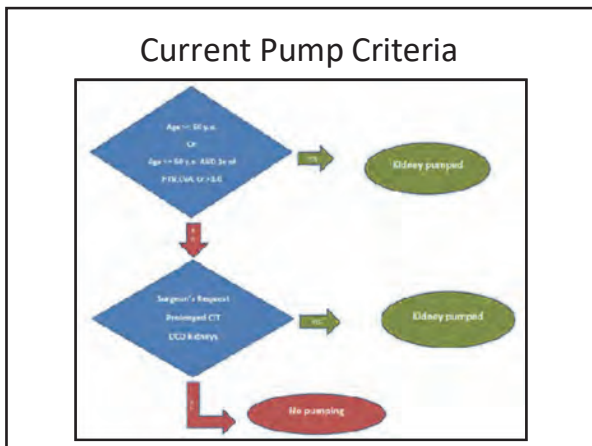 Current Pump Criteria
Age >= 60 y.o.
Or
Age >= 50 y.o. AND 2x of
Kidney pumped
Surgeon's Request
Prolonged CIT
DCD Kidneys
Kidney pumped
No pumping